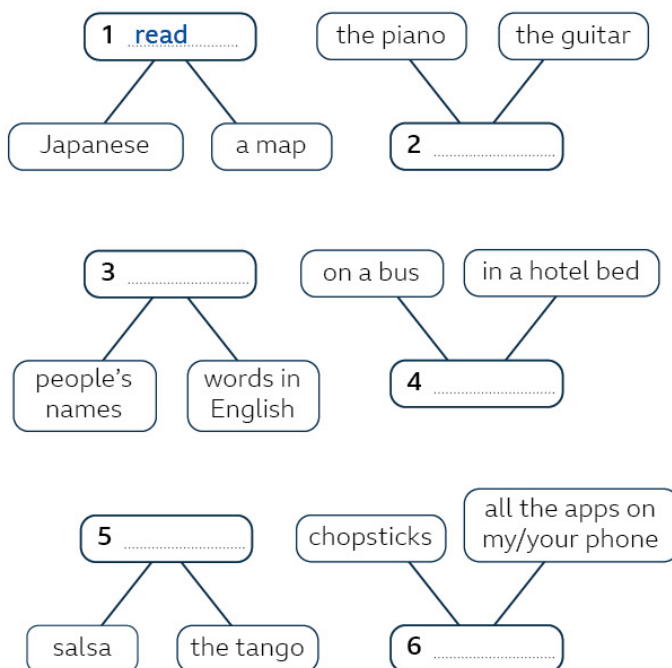 1 read
Japanese
a map
the piano
the guitar
2
3
people's
names
words in
English
on a bus
in a hotel bed
4
5
salsa
the tango
chopsticks
all the apps on
my/your phone
6